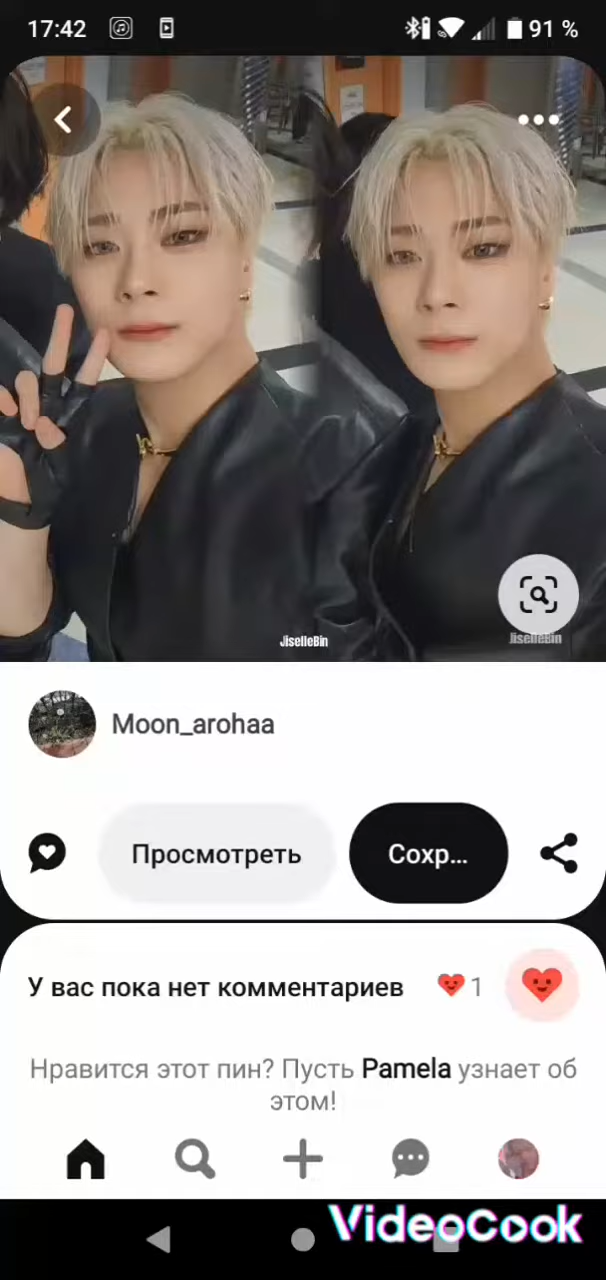 17:42
91 %
JiselleBin
JiselleBin
Moon_arohaa
Просмотреть
Сохр...
У вас пока нет комментариев
1
Нравится этот пин? Пусть Pamela узнает об
этом!
VideoCook